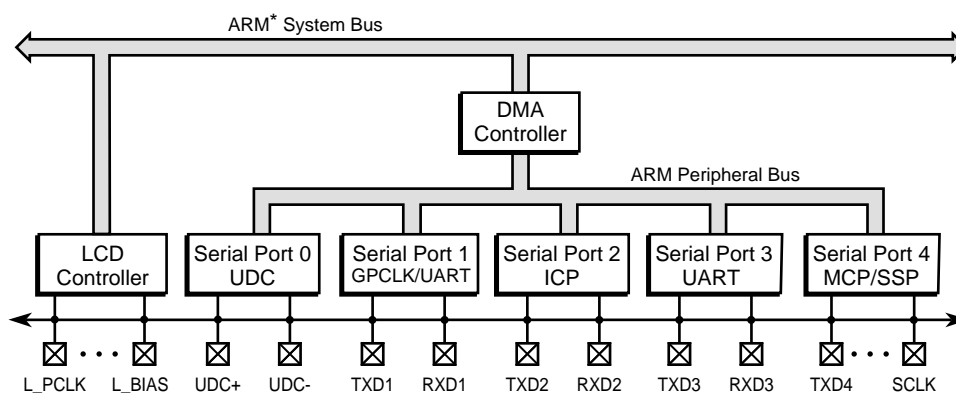 ARM* System Bus
DMA
Controller
ARM Peripheral Bus
LCD
Controller
Serial Port 0
UDC
Serial Port 1
GPCLK/UART
Serial Port 2
ICP
Serial Port 3
UART
Serial Port 4
MCP/SSP
L_PCLK
L_BIAS
UDC+
UDC-
TXD1
RXD1
TXD2
RXD2
TXD3
RXD3
TXD4
SCLK